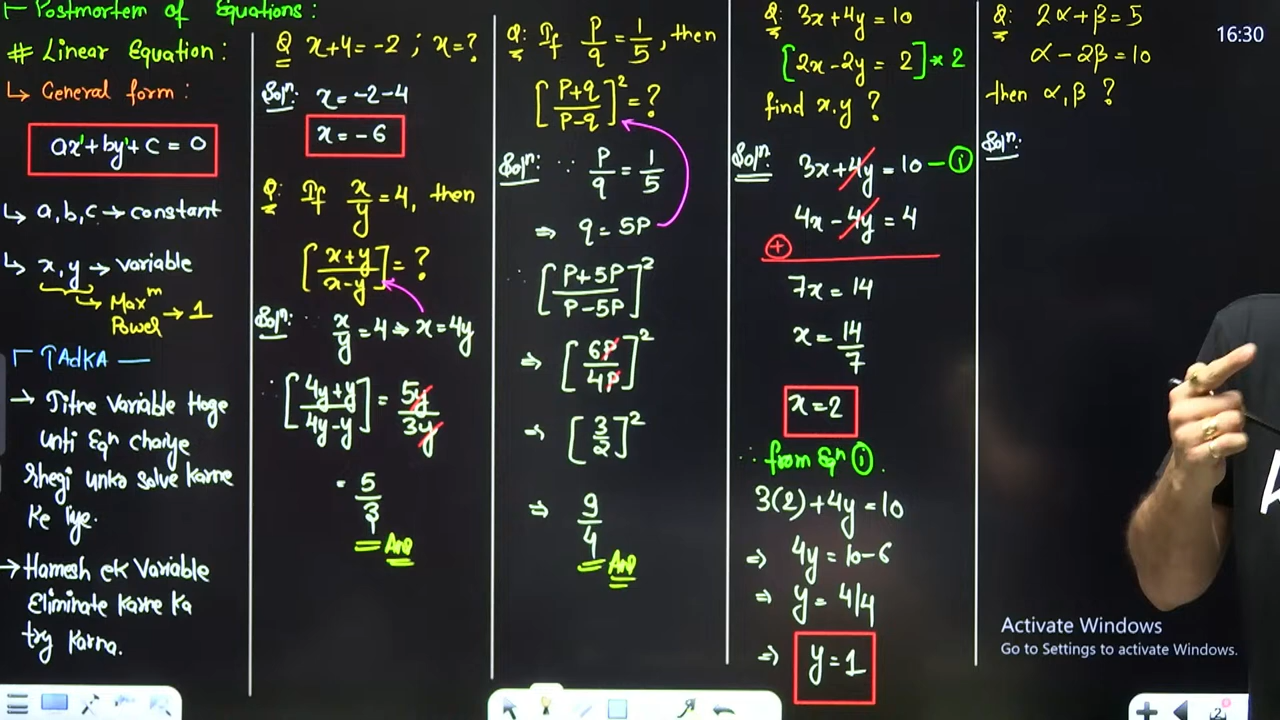 Postmortem of Equations:
# Linear Equation:
↳ General form:
ax¹+by¹+c = 0
↳ a, b, c → constant
↳ x, y → variable
↳ Maxᵐ Power → 1
TAdKA —
→ Jitne Variable Hoge
Unti Eqⁿ chaiye
Rhegi unko solve karne
Ke liye.
→ Hamesh ek Variable
Eliminate Karne Ka
try Karna.
Q x+4=-2 ; x=?
Solⁿ: x=-2-4
x=-6
Q: If x/y=4, then
[(x+y)/(x-y)]=?
Solⁿ: x/y=4 ⇒ x=4y
∴ [(4y+y)/(4y-y)] = 5y/3y
= 5/3
Ans
Q: If P/q=1/5, then
[(P+q)/(P-q)]²=?
Solⁿ: ∵ P/q=1/5
⇒ q=5P
∴ [(P+5P)/(P-5P)]²
⇒ [6P/4P]²
⇒ [3/2]²
⇒ 9/4
Ans
Q: 3x+4y=10
[2x-2y= 2]*2
find x,y ?
Solⁿ: 3x+4y=10 - (i)
4x-4y=4
+
7x=14
x=14/7
x=2
∴ from Eqⁿ (i).
3(2)+4y=10
⇒ 4y=10-6
⇒ y=4/4
⇒ y=1
Q: 2α+β=5
α-2β=10
then α,β ?
Solⁿ:
16:30
Activate Windows
Go to Settings to activate Windows.
2